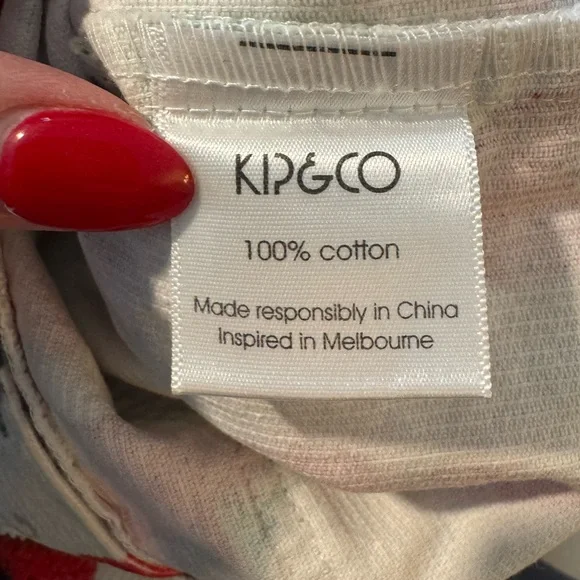 KIP&CO
100% cotton
Made responsibly in China
Inspired in Melbourne